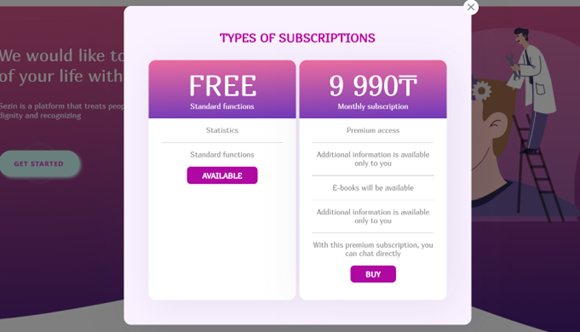 TYPES OF SUBSCRIPTIONS
We would like to
of your life with
Sezin is a platform that treats
dignity and recognizing
GET STARTED
FREE
Standard functions
Statistics
Standard functions
AVAILABLE
9 990₸
Monthly subscription
Premium access
Additional information is available
only to you
E-books will be available
Additional information is available
only to you
With this premium subscription, you
can chat directly
BUY